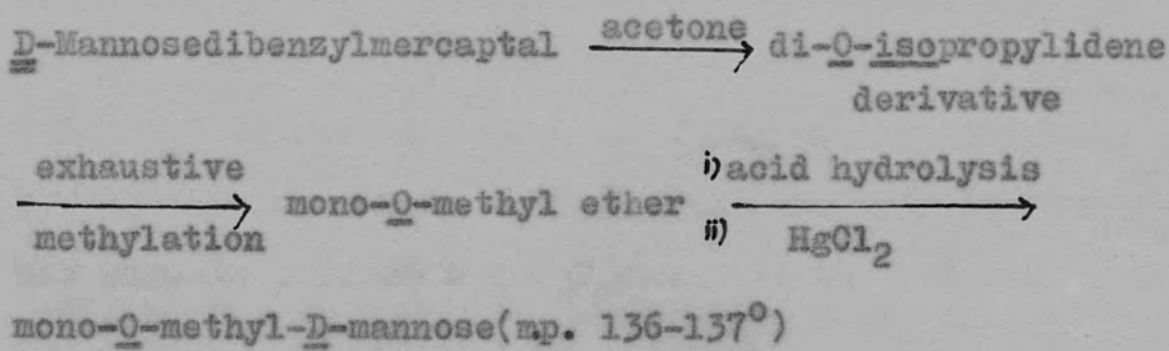 D-Mannosedibenzylmercaptal acetone di-O-isopropylidene
derivative
exhaustive
methylation
mono-O-methyl ether
i) acid hydrolysis
ii) HgCl2
mono-O-methyl-D-mannose(mp. 136-137°)